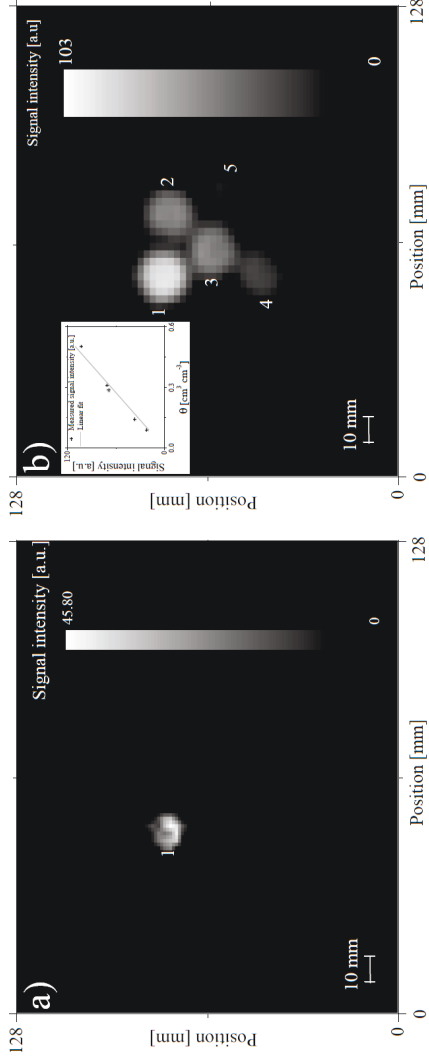 a)
Signal intensity [a.u.]
45.80
0
1
10 mm
128
Position [mm]
0
Position [mm]
128
b)
Signal intensity [a.u]
103
0
120
Signal intensity [a.u.]
Measured signal intensity [a.u.]
Linear fit
0.0
0.3
0.6
θ [cm³ cm⁻³]
1
2
3
4
5
10 mm
128
Position [mm]
0
0
Position [mm]
128